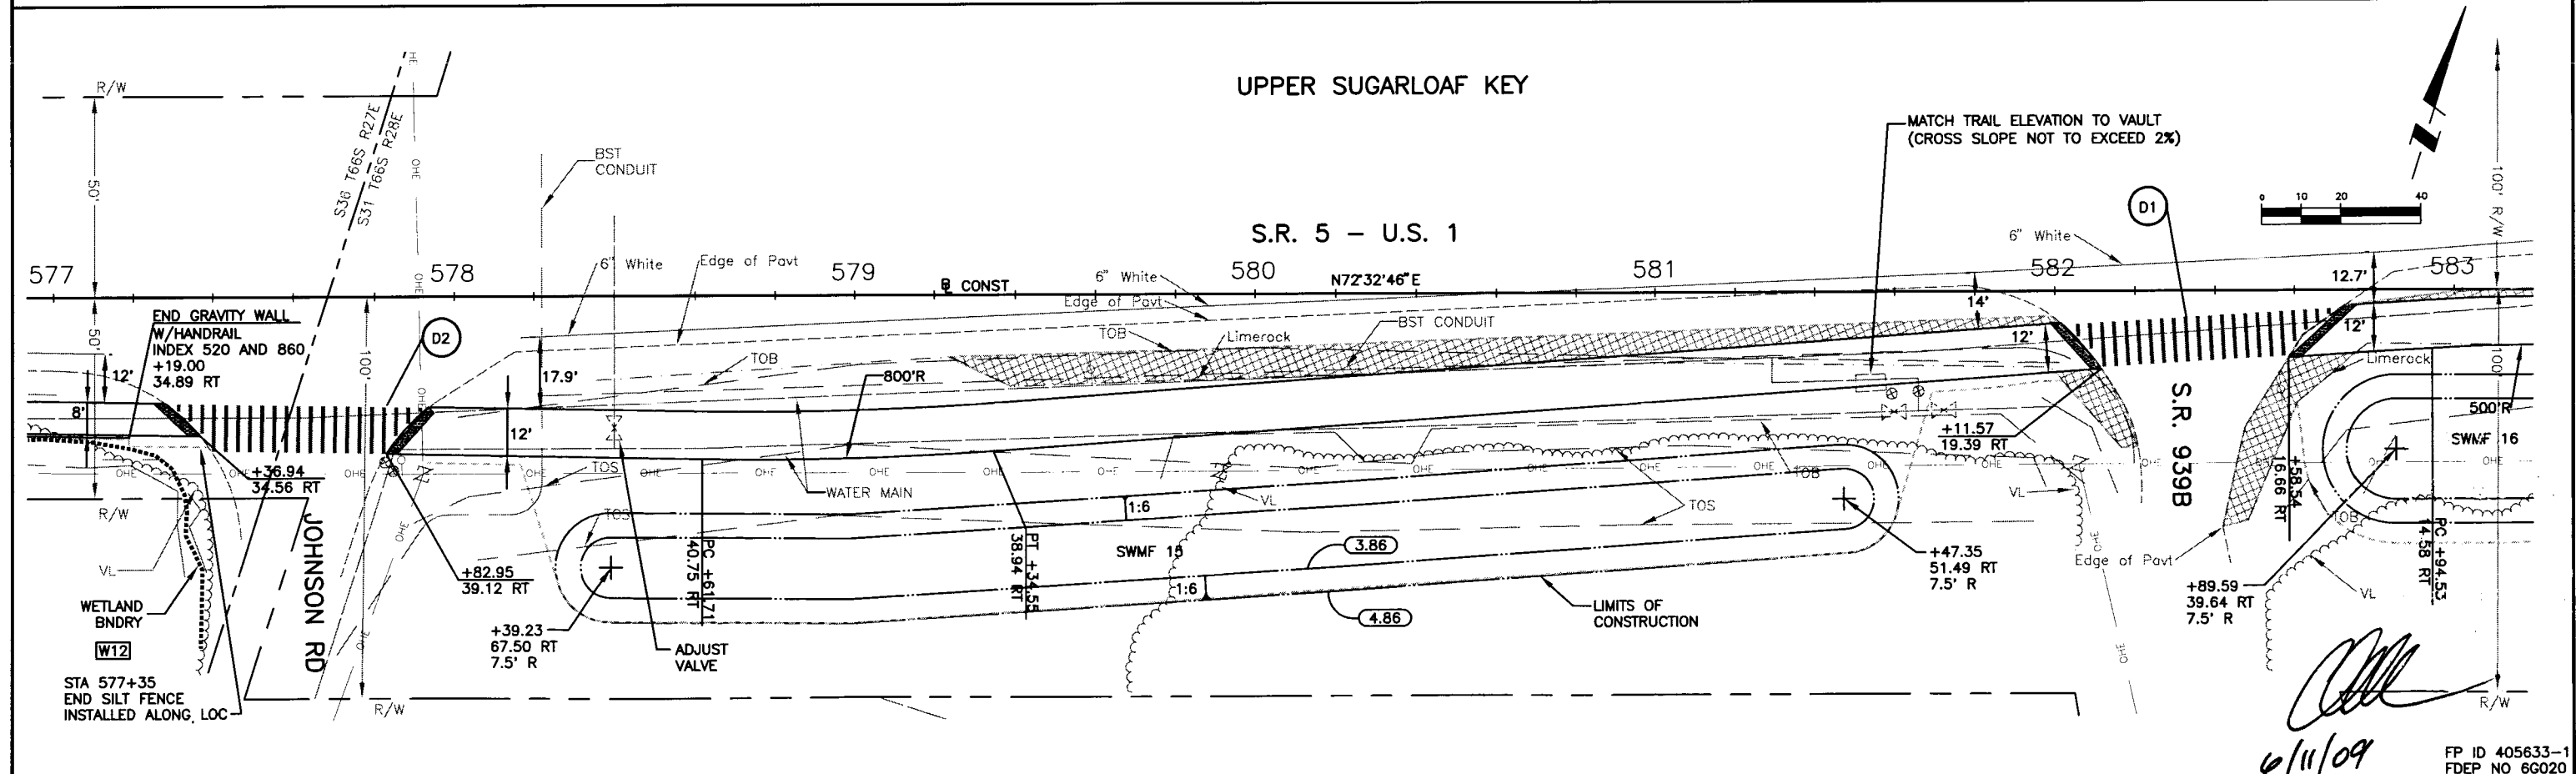 UPPER SUGARLOAF KEY
S.R. 5 - U.S. 1
R/W
50'
S36 T66S R27E
S31 T66S R28E
OHE
BST
CONDUIT
MATCH TRAIL ELEVATION TO VAULT
(CROSS SLOPE NOT TO EXCEED 2%)
D1
0 10 20 40
100' R/W
577
578
579
580
581
582
583
6" White
Edge of Pavt
B CONST
6" White
Edge of Pavt
N72°32'46"E
6" White
12.7'
14'
END GRAVITY WALL
W/HANDRAIL
INDEX 520 AND 860
+19.00
34.89 RT
50'
12'
8'
100'
D2
17.9'
12'
TOB
TOB
Limerock
BST CONDUIT
800'R
12'
12'
100'
Limerock
500'R
+36.94
34.56 RT
OHE
TOS
WATER MAIN
+11.57
19.39 RT
S.R. 939B
+58.54
16.66 RT
SWMF 16
R/W
JOHNSON RD
VL
WETLAND
BNDRY
W12
STA 577+35
END SILT FENCE
INSTALLED ALONG LOC
+82.95
39.12 RT
TOS
+39.23
67.50 RT
7.5' R
PC +61.71
40.75 RT
ADJUST
VALVE
PT +34.55
38.94 RT
1:6
SWMF 15
VL
TOB
TOS
3.86
1:6
4.86
LIMITS OF
CONSTRUCTION
+47.35
51.49 RT
7.5' R
VL
Edge of Pavt
+89.59
39.64 RT
7.5' R
TOB
PC +94.53
14.58 RT
VL
R/W
R/W
6/11/09
FP ID 405633-1
FDEP NO 6G020